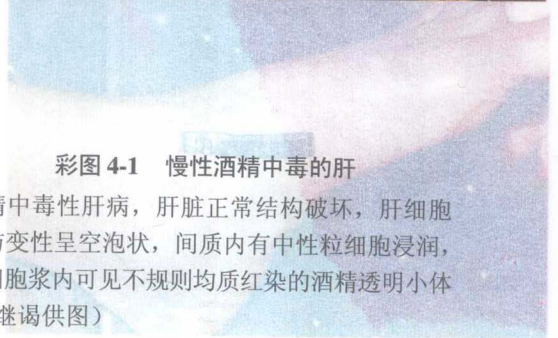 彩图 4-1 慢性酒精中毒的肝
中毒性肝病，肝脏正常结构破坏，肝细胞
变性呈空泡状，间质内有中性粒细胞浸润，
胞浆内可见不规则均质红染的酒精透明小体
继谒供图）